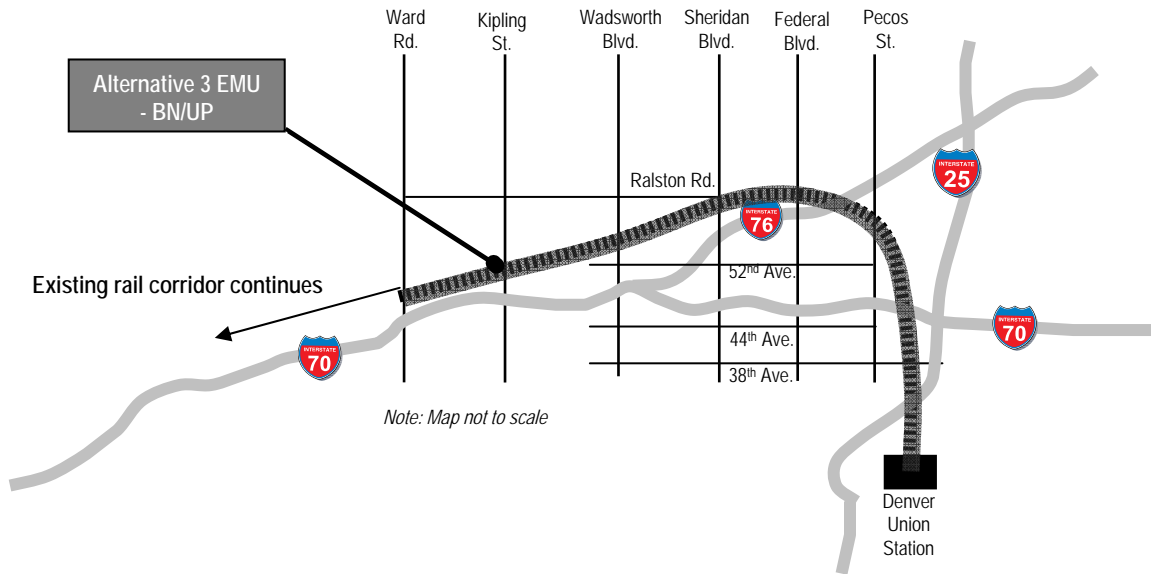 Ward
Rd.
Kipling
St.
Wadsworth
Blvd.
Sheridan
Blvd.
Federal
Blvd.
Pecos
St.
Alternative 3 EMU
- BN/UP
INTERSTATE
25
Ralston Rd.
INTERSTATE
76
52nd Ave.
Existing rail corridor continues
INTERSTATE
70
44th Ave.
INTERSTATE
70
38th Ave.
Note: Map not to scale
Denver
Union
Station